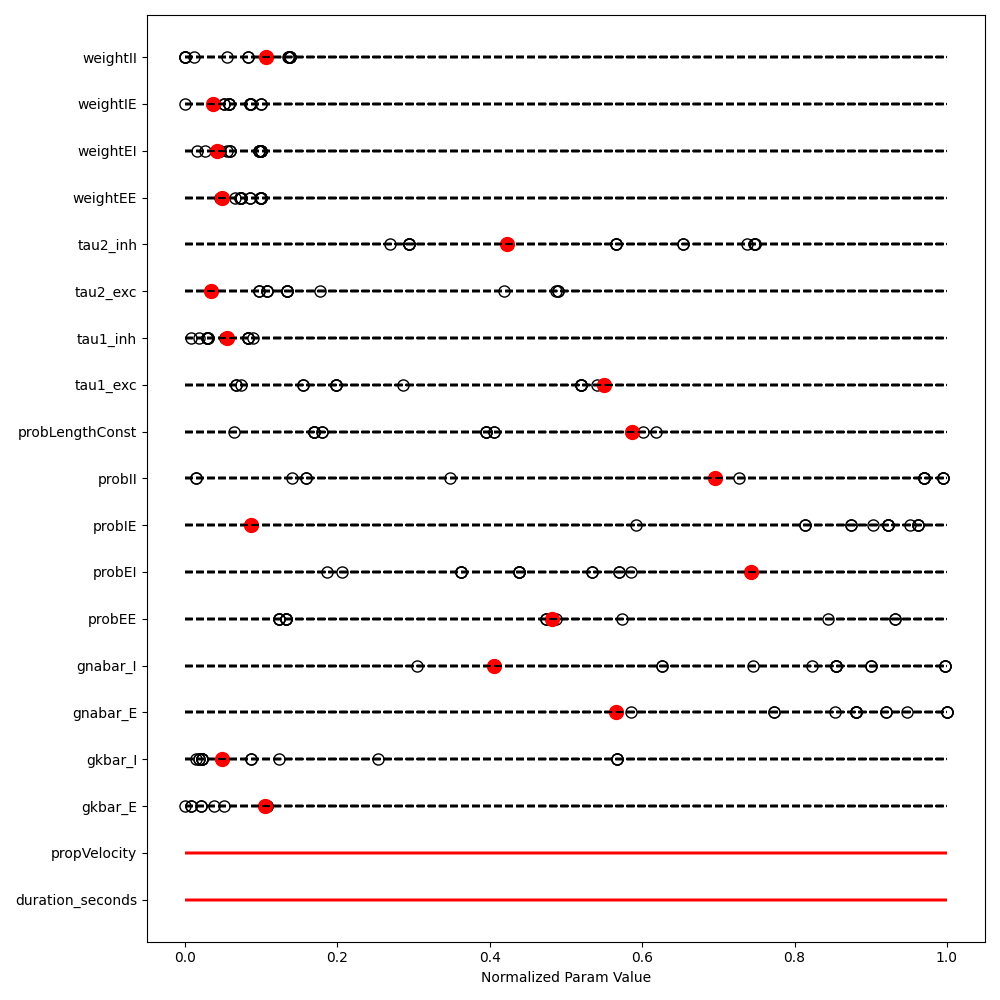 weightII
weightIE
weightEI
weightEE
tau2_inh
tau2_exc
tau1_inh
tau1_exc
probLengthConst
probII
probIE
probEI
probEE
gnabar_I
gnabar_E
gkbar_I
gkbar_E
propVelocity
duration_seconds
0.0 0.2 0.4 0.6 0.8 1.0
Normalized Param Value